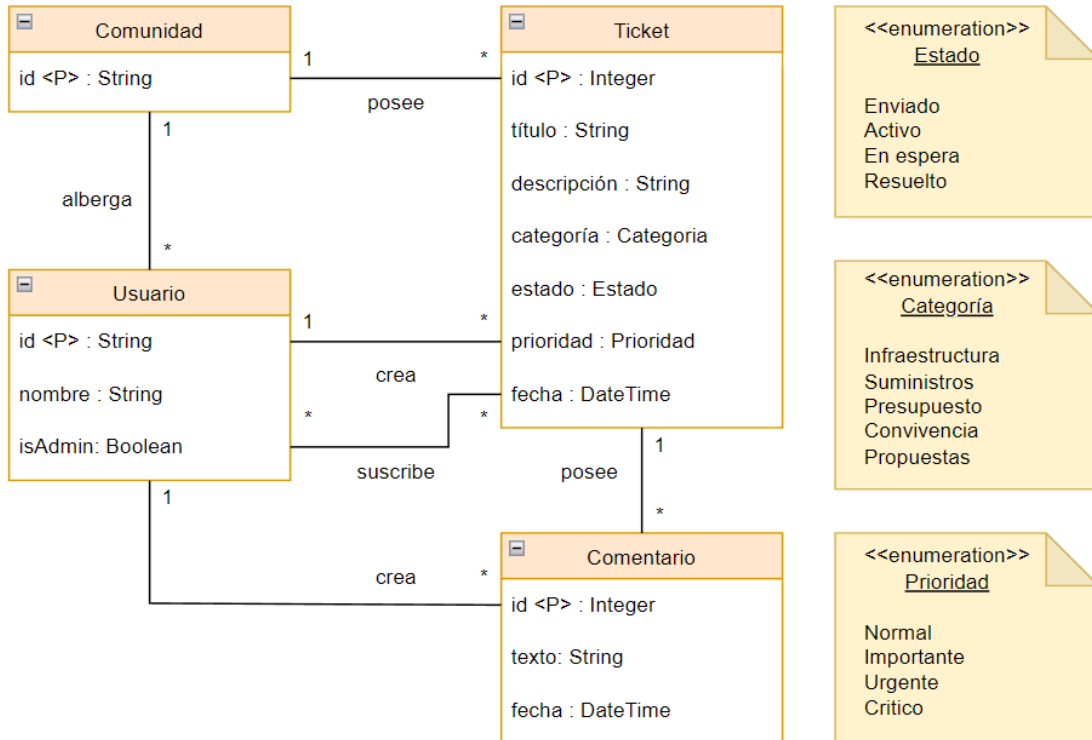 Comunidad
id <P> : String
1
*
posee
1
alberga
*
Ticket
id <P> : Integer
título : String
descripción : String
categoría : Categoria
estado : Estado
prioridad : Prioridad
fecha : DateTime
Usuario
id <P> : String
nombre : String
isAdmin: Boolean
1
*
crea
*
*
suscribe
1
posee
*
1
crea
*
Comentario
id <P> : Integer
texto: String
fecha : DateTime
<<enumeration>>
Estado
Enviado
Activo
En espera
Resuelto
<<enumeration>>
Categoría
Infraestructura
Suministros
Presupuesto
Convivencia
Propuestas
<<enumeration>>
Prioridad
Normal
Importante
Urgente
Critico